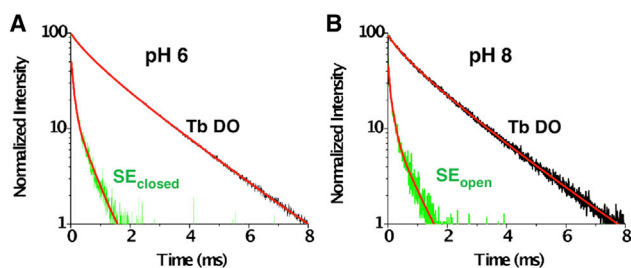 A
pH 6
Normalized Intensity
100
10
1
Tb DO
SEclosed
0 2 4 6 8
Time (ms)
B
pH 8
Normalized Intensity
100
10
1
Tb DO
SEopen
0 2 4 6 8
Time (ms)